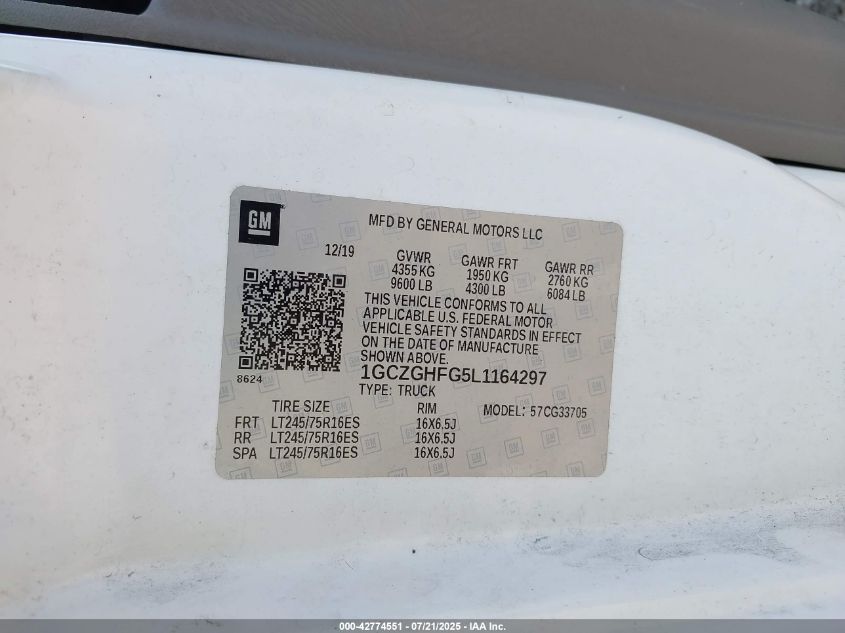 GM
MFD BY GENERAL MOTORS LLC
12/19 GVWR GAWR FRT GAWR RR
4355 KG 1950 KG 2760 KG
9600 LB 4300 LB 6084 LB
THIS VEHICLE CONFORMS TO ALL
APPLICABLE U.S. FEDERAL MOTOR
VEHICLE SAFETY STANDARDS IN EFFECT
ON THE DATE OF MANUFACTURE
SHOWN ABOVE.
8624
1GCZGHFG5L1164297
TYPE: TRUCK
TIRE SIZE RIM MODEL: 57CG33705
FRT LT245/75R16ES 16X6.5J
RR LT245/75R16ES 16X6.5J
SPA LT245/75R16ES 16X6.5J
000-42774551 - 07/21/2025 - IAA Inc.